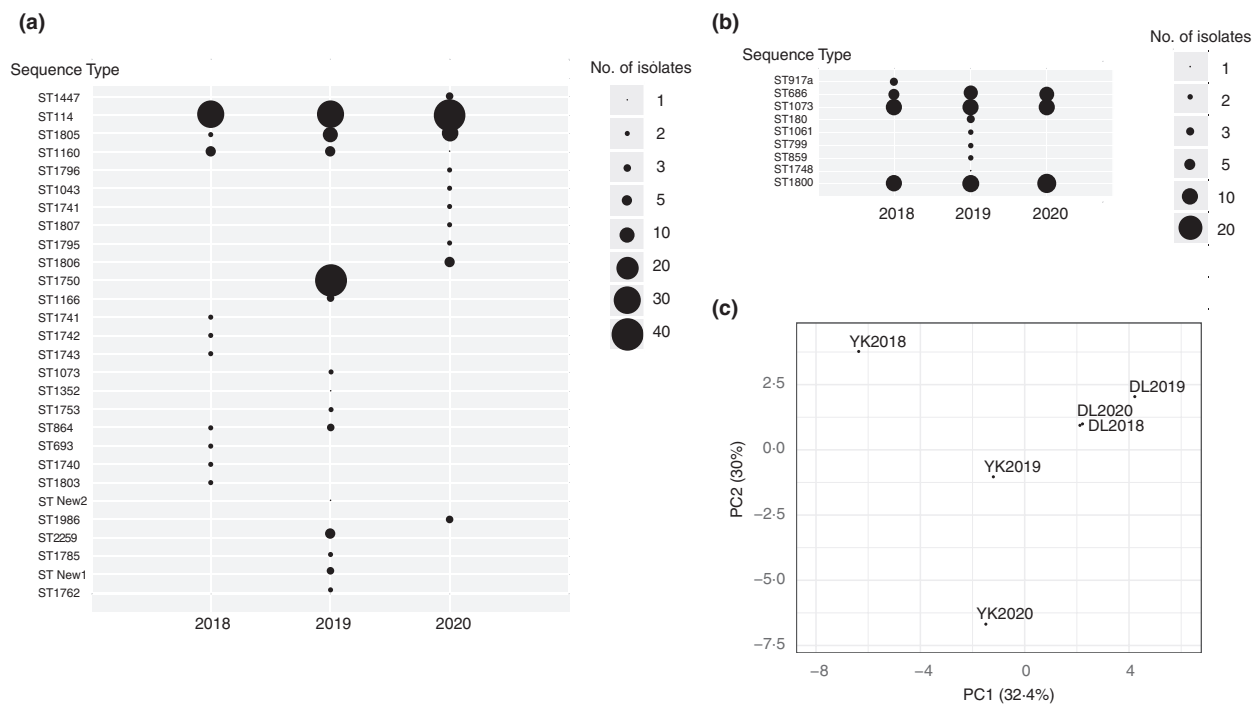 (a)
Sequence Type
ST1447
ST114
ST1805
ST1160
ST1796
ST1043
ST1741
ST1807
ST1795
ST1806
ST1750
ST1166
ST1741
ST1742
ST1743
ST1073
ST1352
ST1753
ST864
ST693
ST1740
ST1803
ST New2
ST1986
ST2259
ST1785
ST New1
ST1762
2018 2019 2020
No. of isolates
1
2
3
5
10
20
30
40
(b)
Sequence Type
ST917a
ST686
ST1073
ST180
ST1061
ST799
ST859
ST1748
ST1800
2018 2019 2020
No. of isolates
1
2
3
5
10
20
(c)
PC2 (30%)
2·5
0·0
−2·5
−5·0
−7·5
YK2018
DL2019
DL2020
DL2018
YK2019
YK2020
−8 −4 0 4
PC1 (32·4%)